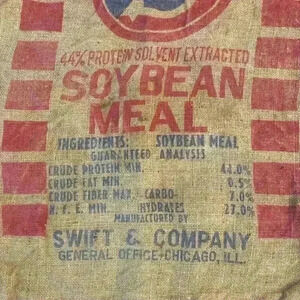 44% PROTEIN SOLVENT EXTRACTED
SOYBEAN
MEAL
INGREDIENTS: SOYBEAN MEAL
GUARANTEED ANALYSIS
CRUDE PROTEIN MIN. 44.0%
CRUDE FAT MIN. 0.5%
CRUDE FIBER MAX. CARBO- 7.0%
N. F. E. MIN. HYDRATES 27.0%
MANUFACTURED BY
SWIFT & COMPANY
GENERAL OFFICE-CHICAGO, ILL.